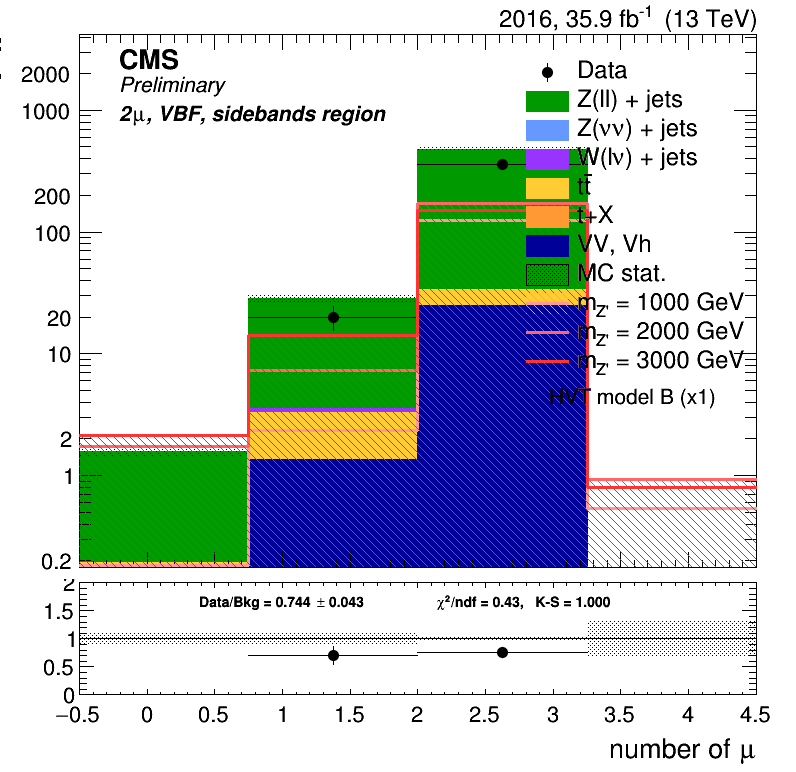 2016, 35.9 fb⁻¹ (13 TeV)
CMS
Preliminary
2μ, VBF, sidebands region
Data
Z(ll) + jets
Z(νν) + jets
W(lν) + jets
tt̄
t+X
VV, Vh
MC stat.
m_Z' = 1000 GeV
m_Z' = 2000 GeV
m_Z' = 3000 GeV
HVT model B (x1)
2000
1000
200
100
20
10
2
1
0.2
Data/Bkg = 0.744 ± 0.043
χ²/ndf = 0.43, K-S = 1.000
2
1.5
1
0.5
0
−0.5 0 0.5 1 1.5 2 2.5 3 3.5 4 4.5
number of μ